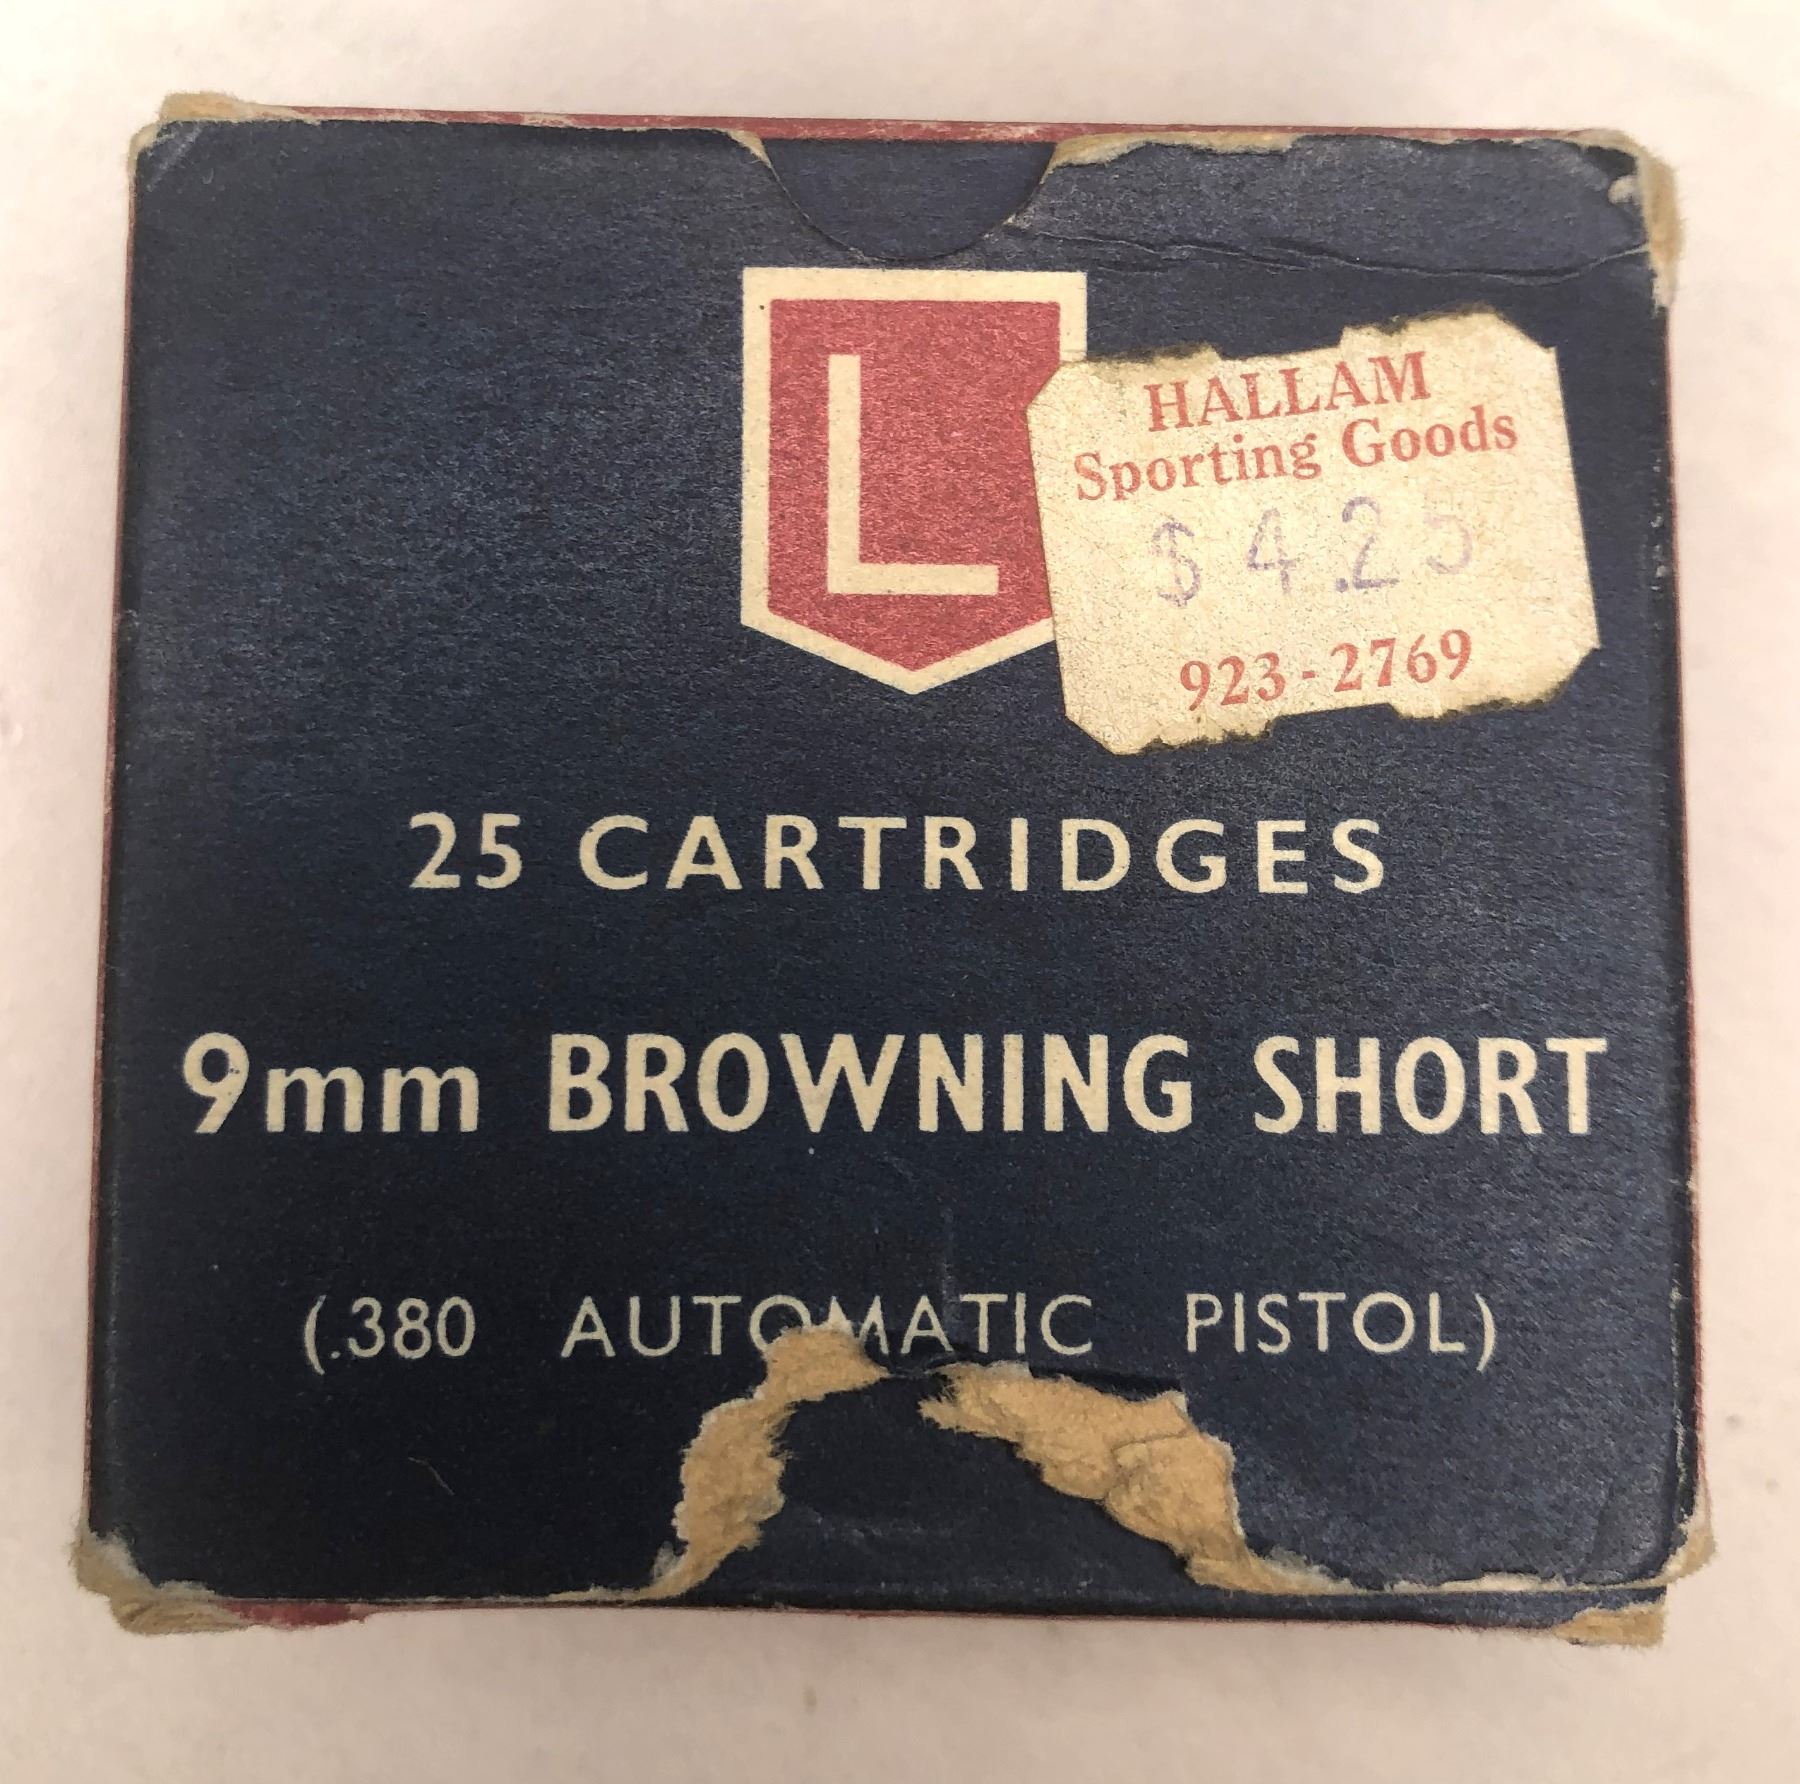 L
HALLAM
Sporting Goods
$ 4.25
923-2769
25 CARTRIDGES
9mm BROWNING SHORT
(.380 AUTOMATIC PISTOL)